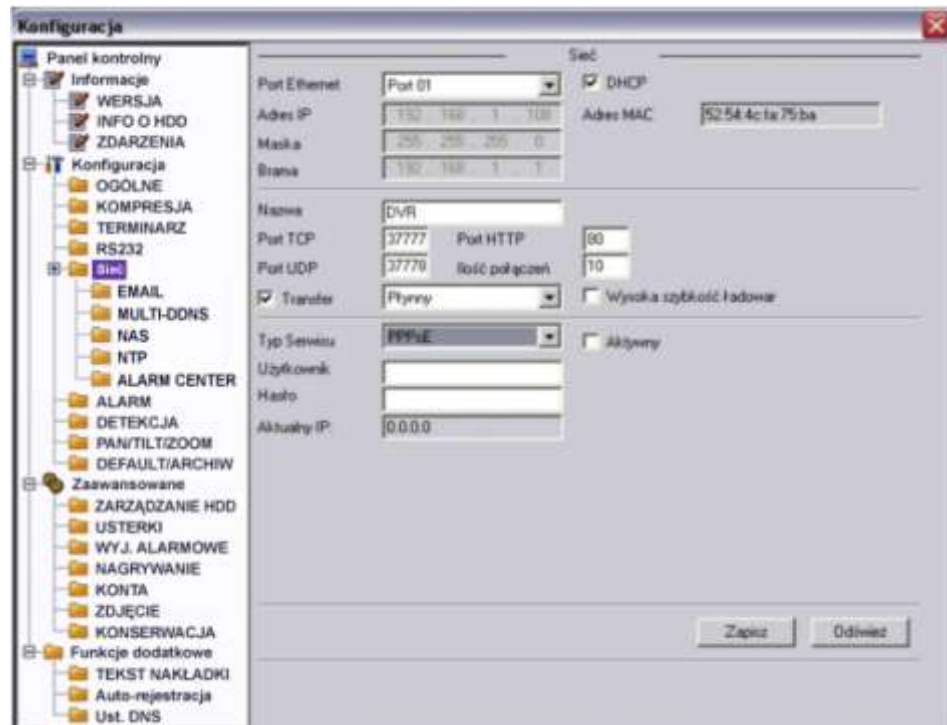 Konfiguracja
Panel kontrolny
Informacje
WERSJA
INFO O HDD
ZDARZENIA
Konfiguracja
OGÓLNE
KOMPRESJA
TERMINARZ
RS232
Sieć
EMAIL
MULTI-DDNS
NAS
NTP
ALARM CENTER
ALARM
DETEKCJA
PAN/TILT/ZOOM
DEFAULT/ARCHIW
Zaawansowane
ZARZĄDZANIE HDD
USTERKI
WYJ. ALARMOWE
NAGRYWANIE
KONTA
ZDJĘCIE
KONSERWACJA
Funkcje dodatkowe
TEKST NAKŁADKI
Auto-rejestracja
Ust. DNS
Sieć
Port Ethernet Port 01 DHCP
Adres IP 192 . 168 . 1 . 108 Adres MAC 52:54:4c:fa:75:ba
Maska 255 . 255 . 255 . 0
Brama 192 . 168 . 1 . 1
Nazwa DVR
Port TCP 37777 Port HTTP 80
Port UDP 37778 Ilość połączeń 10
Transfer Płynny Wysoka szybkość ładowar
Typ Serwisu PPPoE Aktywny
Użytkownik
Hasło
Aktualny IP: 0.0.0.0
Zapisz Odśwież